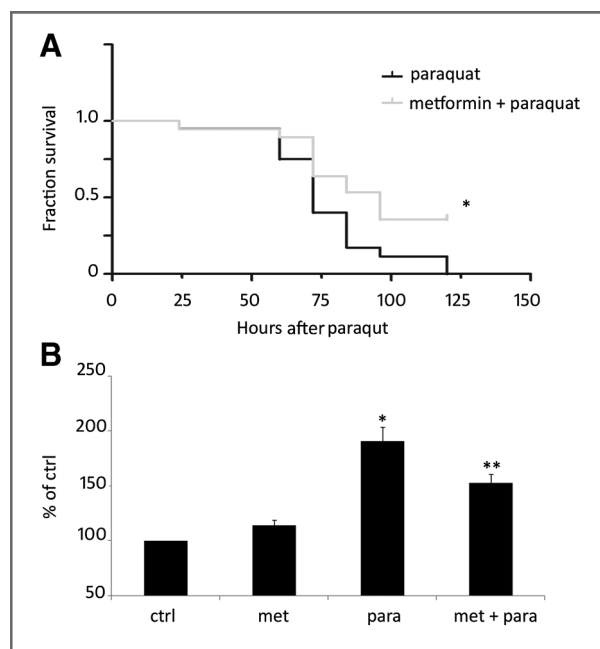 A
paraquat
metformin + paraquat
Fraction survival
1.0
0.5
0
*
0 25 50 75 100 125 150
Hours after paraqut
B
% of ctrl
250
200
150
100
50
*
**
ctrl met para met + para